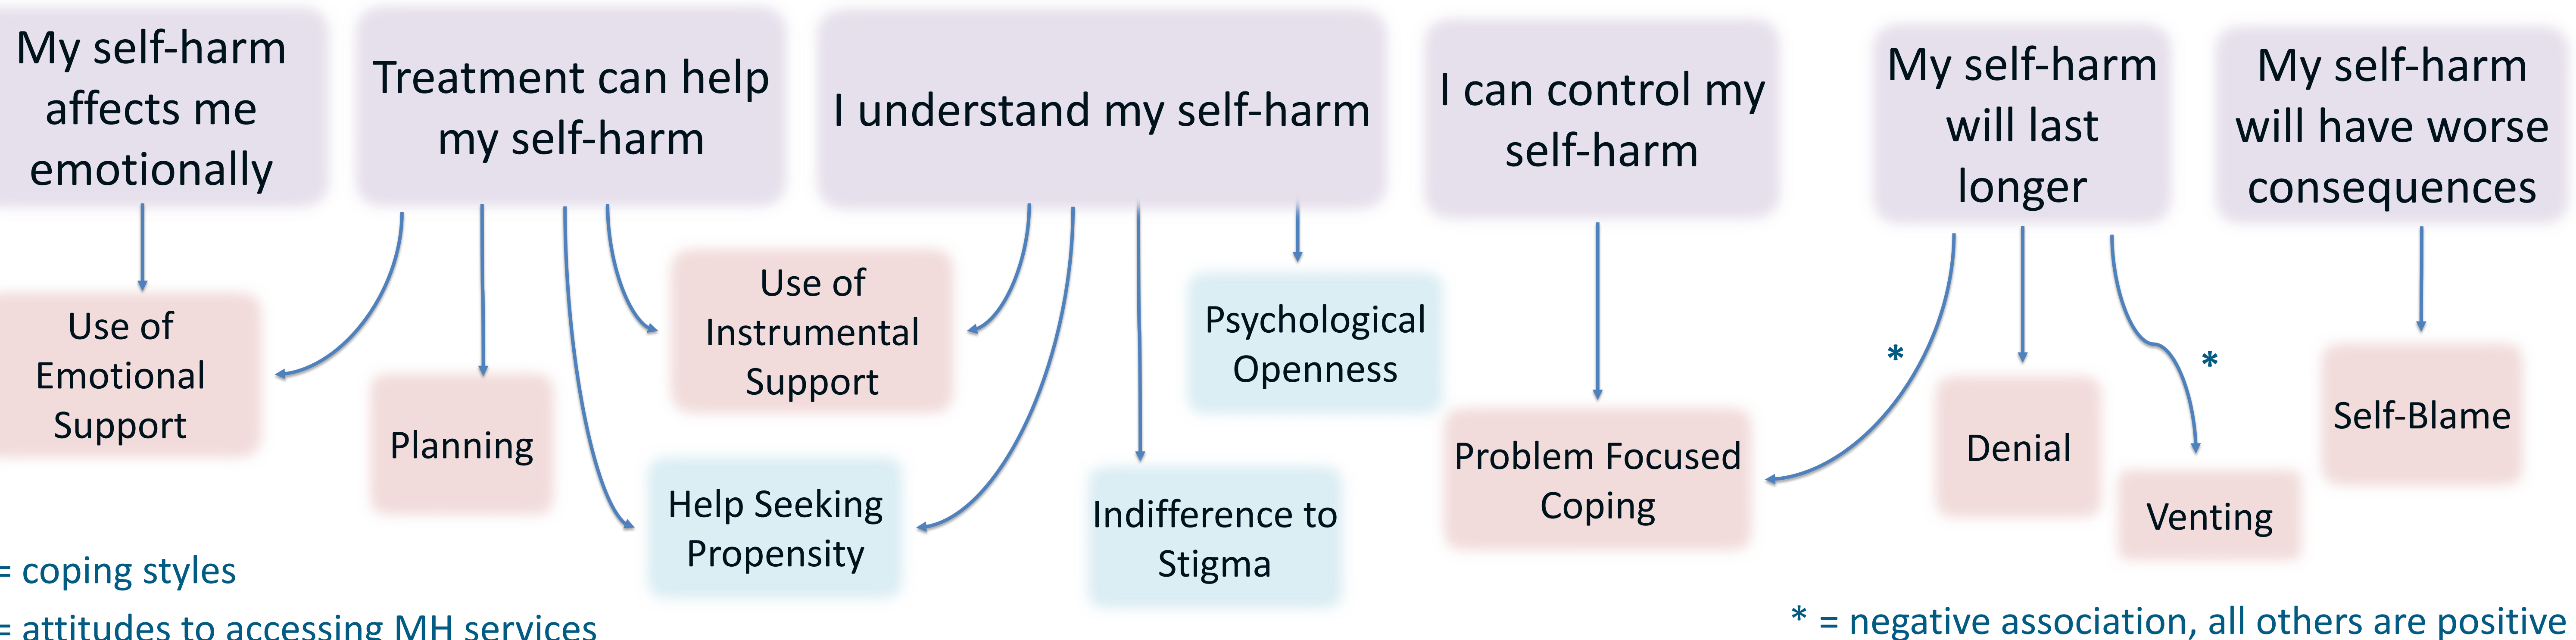 My self-harm
affects me
emotionally
Treatment can help
my self-harm
I understand my self-harm
I can control my
self-harm
My self-harm
will last
longer
My self-harm
will have worse
consequences
Use of
Emotional
Support
Planning
Use of
Instrumental
Support
Help Seeking
Propensity
Psychological
Openness
Indifference to
Stigma
Problem Focused
Coping
*
Denial
*
Venting
Self-Blame
= coping styles
= attitudes to accessing MH services
* = negative association, all others are positive